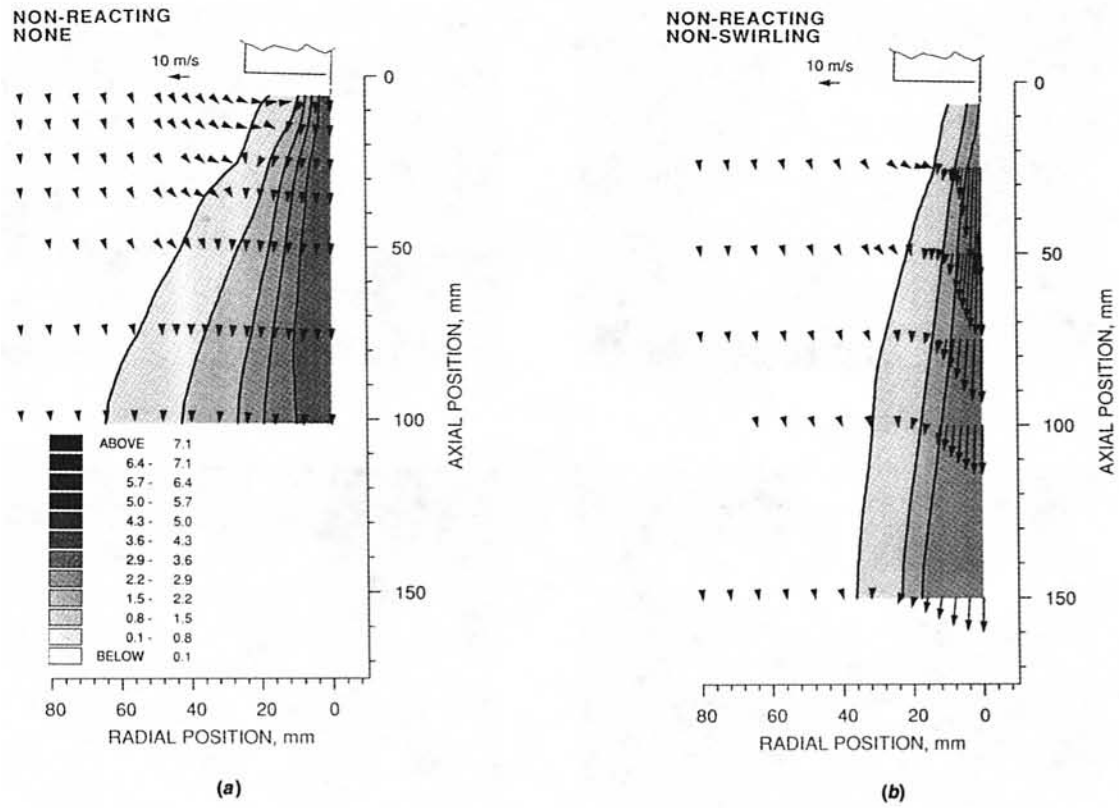 NON-REACTING
NONE
10 m/s
0
50
100
150
AXIAL POSITION, mm
ABOVE 7.1
6.4 - 7.1
5.7 - 6.4
5.0 - 5.7
4.3 - 5.0
3.6 - 4.3
2.9 - 3.6
2.2 - 2.9
1.5 - 2.2
0.8 - 1.5
0.1 - 0.8
BELOW 0.1
80 60 40 20 0
RADIAL POSITION, mm
(a)
NON-REACTING
NON-SWIRLING
10 m/s
0
50
100
150
AXIAL POSITION, mm
80 60 40 20 0
RADIAL POSITION, mm
(b)